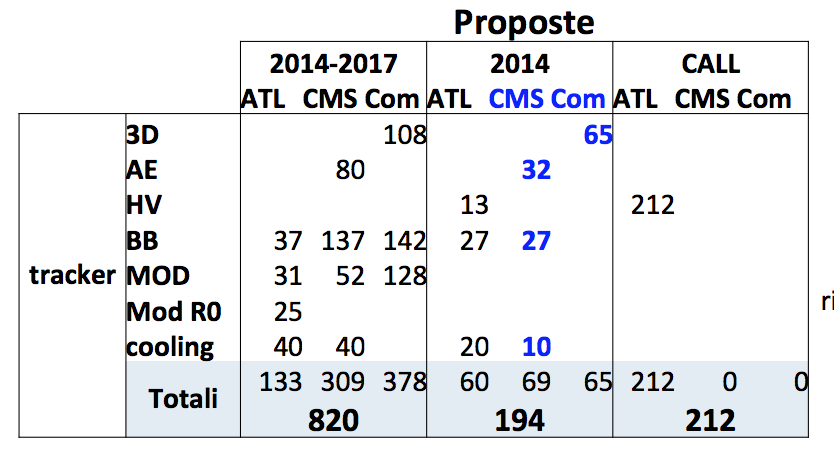 Proposte
2014-2017 2014 CALL
ATL CMS Com ATL CMS Com ATL CMS Com
3D 108 65
AE 80 32
HV 13 212
BB 37 137 142 27 27
tracker MOD 31 52 128
Mod R0 25
ri
cooling 40 40 20 10
Totali 133 309 378 60 69 65 212 0 0
820 194 212